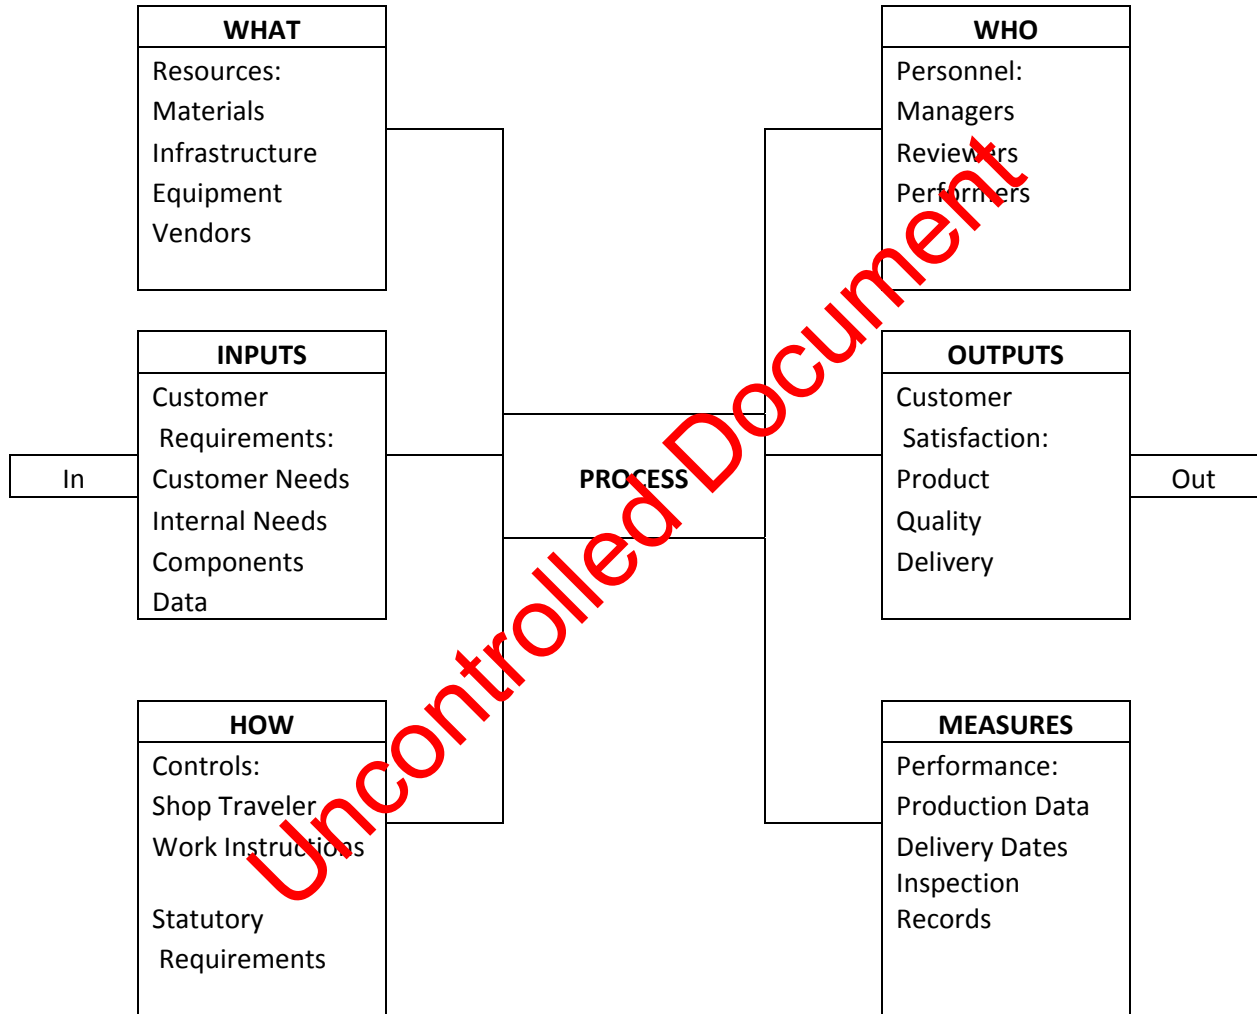 WHAT
Resources:
Materials
Infrastructure
Equipment
Vendors
WHO
Personnel:
Managers
Reviewers
Performers
In
INPUTS
Customer
Requirements:
Customer Needs
Internal Needs
Components
Data
PROCESS
OUTPUTS
Customer
Satisfaction:
Product
Quality
Delivery
Out
HOW
Controls:
Shop Traveler
Work Instructions
Statutory
Requirements
MEASURES
Performance:
Production Data
Delivery Dates
Inspection
Records
Uncontrolled Document